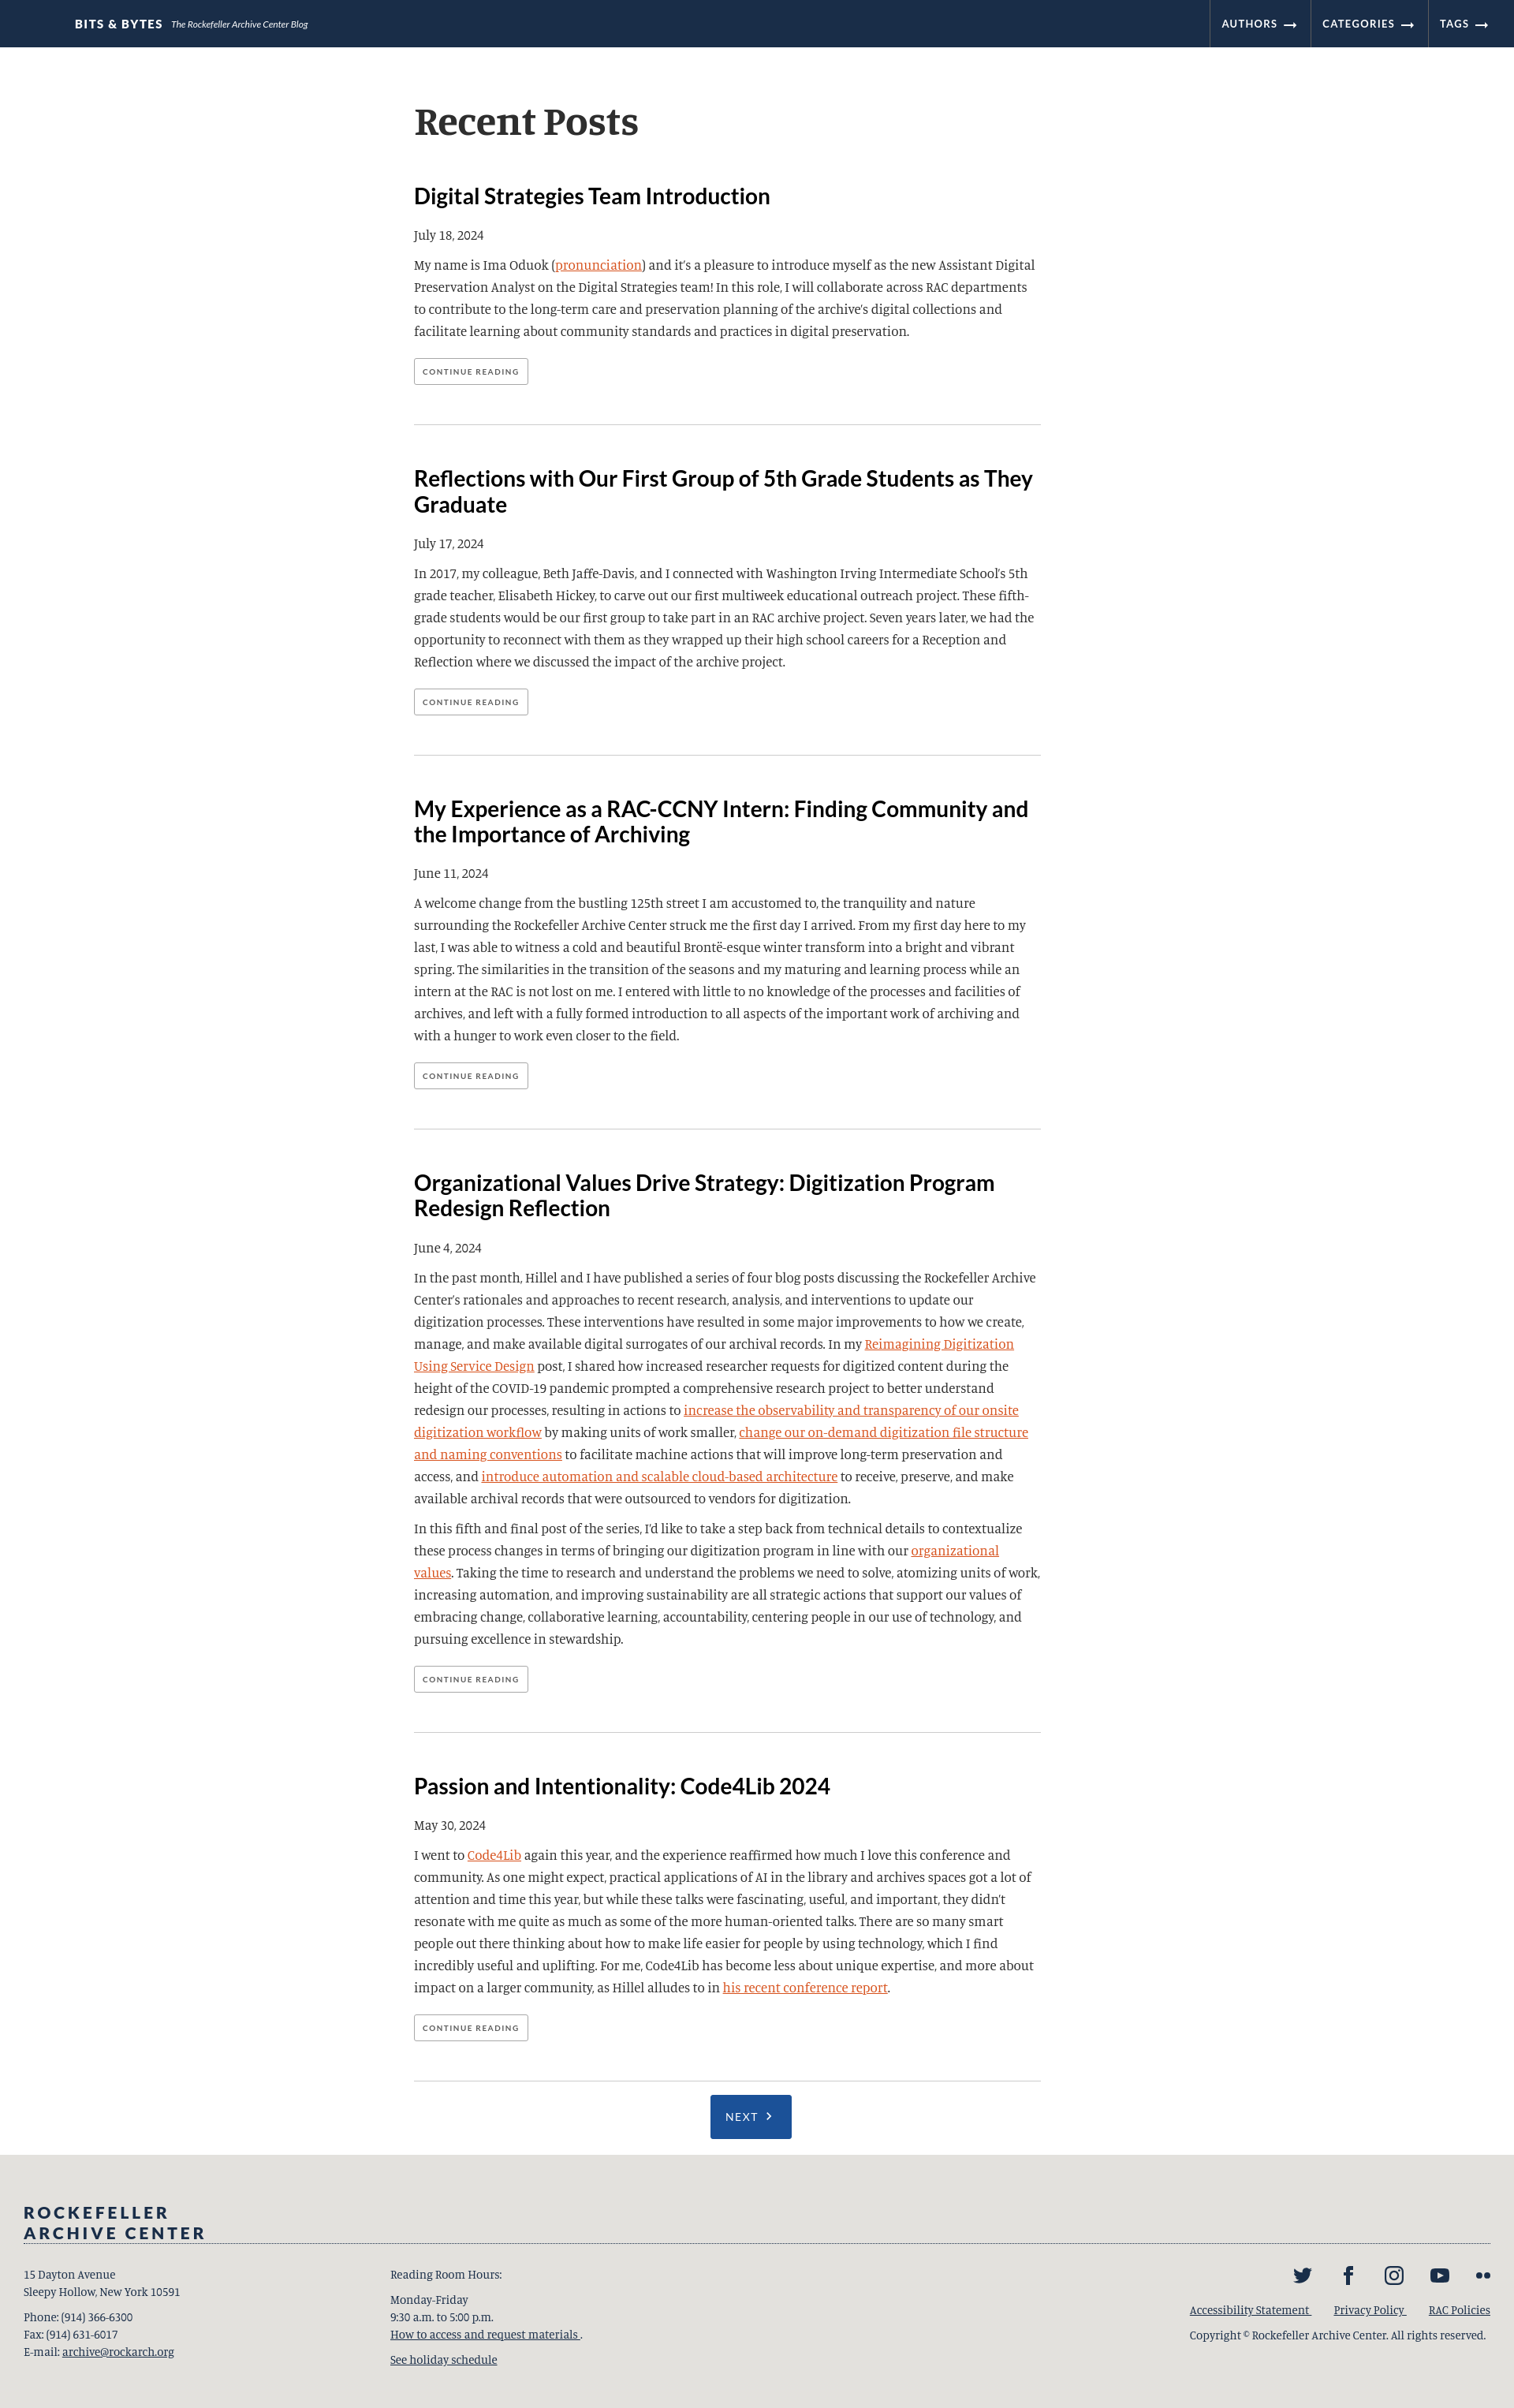 BITS & BYTES The Rockefeller Archive Center Blog
AUTHORS → CATEGORIES → TAGS →
Recent Posts
Digital Strategies Team Introduction
July 18, 2024
My name is Ima Oduok (pronunciation) and it’s a pleasure to introduce myself as the new Assistant Digital
Preservation Analyst on the Digital Strategies team! In this role, I will collaborate across RAC departments
to contribute to the long-term care and preservation planning of the archive’s digital collections and
facilitate learning about community standards and practices in digital preservation.
CONTINUE READING
Reflections with Our First Group of 5th Grade Students as They
Graduate
July 17, 2024
In 2017, my colleague, Beth Jaffe-Davis, and I connected with Washington Irving Intermediate School’s 5th
grade teacher, Elisabeth Hickey, to carve out our first multiweek educational outreach project. These fifth-
grade students would be our first group to take part in an RAC archive project. Seven years later, we had the
opportunity to reconnect with them as they wrapped up their high school careers for a Reception and
Reflection where we discussed the impact of the archive project.
CONTINUE READING
My Experience as a RAC-CCNY Intern: Finding Community and
the Importance of Archiving
June 11, 2024
A welcome change from the bustling 125th street I am accustomed to, the tranquility and nature
surrounding the Rockefeller Archive Center struck me the first day I arrived. From my first day here to my
last, I was able to witness a cold and beautiful Brontë-esque winter transform into a bright and vibrant
spring. The similarities in the transition of the seasons and my maturing and learning process while an
intern at the RAC is not lost on me. I entered with little to no knowledge of the processes and facilities of
archives, and left with a fully formed introduction to all aspects of the important work of archiving and
with a hunger to work even closer to the field.
CONTINUE READING
Organizational Values Drive Strategy: Digitization Program
Redesign Reflection
June 4, 2024
In the past month, Hillel and I have published a series of four blog posts discussing the Rockefeller Archive
Center’s rationales and approaches to recent research, analysis, and interventions to update our
digitization processes. These interventions have resulted in some major improvements to how we create,
manage, and make available digital surrogates of our archival records. In my Reimagining Digitization
Using Service Design post, I shared how increased researcher requests for digitized content during the
height of the COVID-19 pandemic prompted a comprehensive research project to better understand
redesign our processes, resulting in actions to increase the observability and transparency of our onsite
digitization workflow by making units of work smaller, change our on-demand digitization file structure
and naming conventions to facilitate machine actions that will improve long-term preservation and
access, and introduce automation and scalable cloud-based architecture to receive, preserve, and make
available archival records that were outsourced to vendors for digitization.
In this fifth and final post of the series, I’d like to take a step back from technical details to contextualize
these process changes in terms of bringing our digitization program in line with our organizational
values. Taking the time to research and understand the problems we need to solve, atomizing units of work,
increasing automation, and improving sustainability are all strategic actions that support our values of
embracing change, collaborative learning, accountability, centering people in our use of technology, and
pursuing excellence in stewardship.
CONTINUE READING
Passion and Intentionality: Code4Lib 2024
May 30, 2024
I went to Code4Lib again this year, and the experience reaffirmed how much I love this conference and
community. As one might expect, practical applications of AI in the library and archives spaces got a lot of
attention and time this year, but while these talks were fascinating, useful, and important, they didn’t
resonate with me quite as much as some of the more human-oriented talks. There are so many smart
people out there thinking about how to make life easier for people by using technology, which I find
incredibly useful and uplifting. For me, Code4Lib has become less about unique expertise, and more about
impact on a larger community, as Hillel alludes to in his recent conference report.
CONTINUE READING
NEXT
ROCKEFELLER
ARCHIVE CENTER
15 Dayton Avenue
Sleepy Hollow, New York 10591
Phone: (914) 366-6300
Fax: (914) 631-6017
E-mail: archive@rockarch.org
Reading Room Hours:
Monday-Friday
9:30 a.m. to 5:00 p.m.
How to access and request materials .
See holiday schedule
Accessibility Statement Privacy Policy RAC Policies
Copyright © Rockefeller Archive Center. All rights reserved.